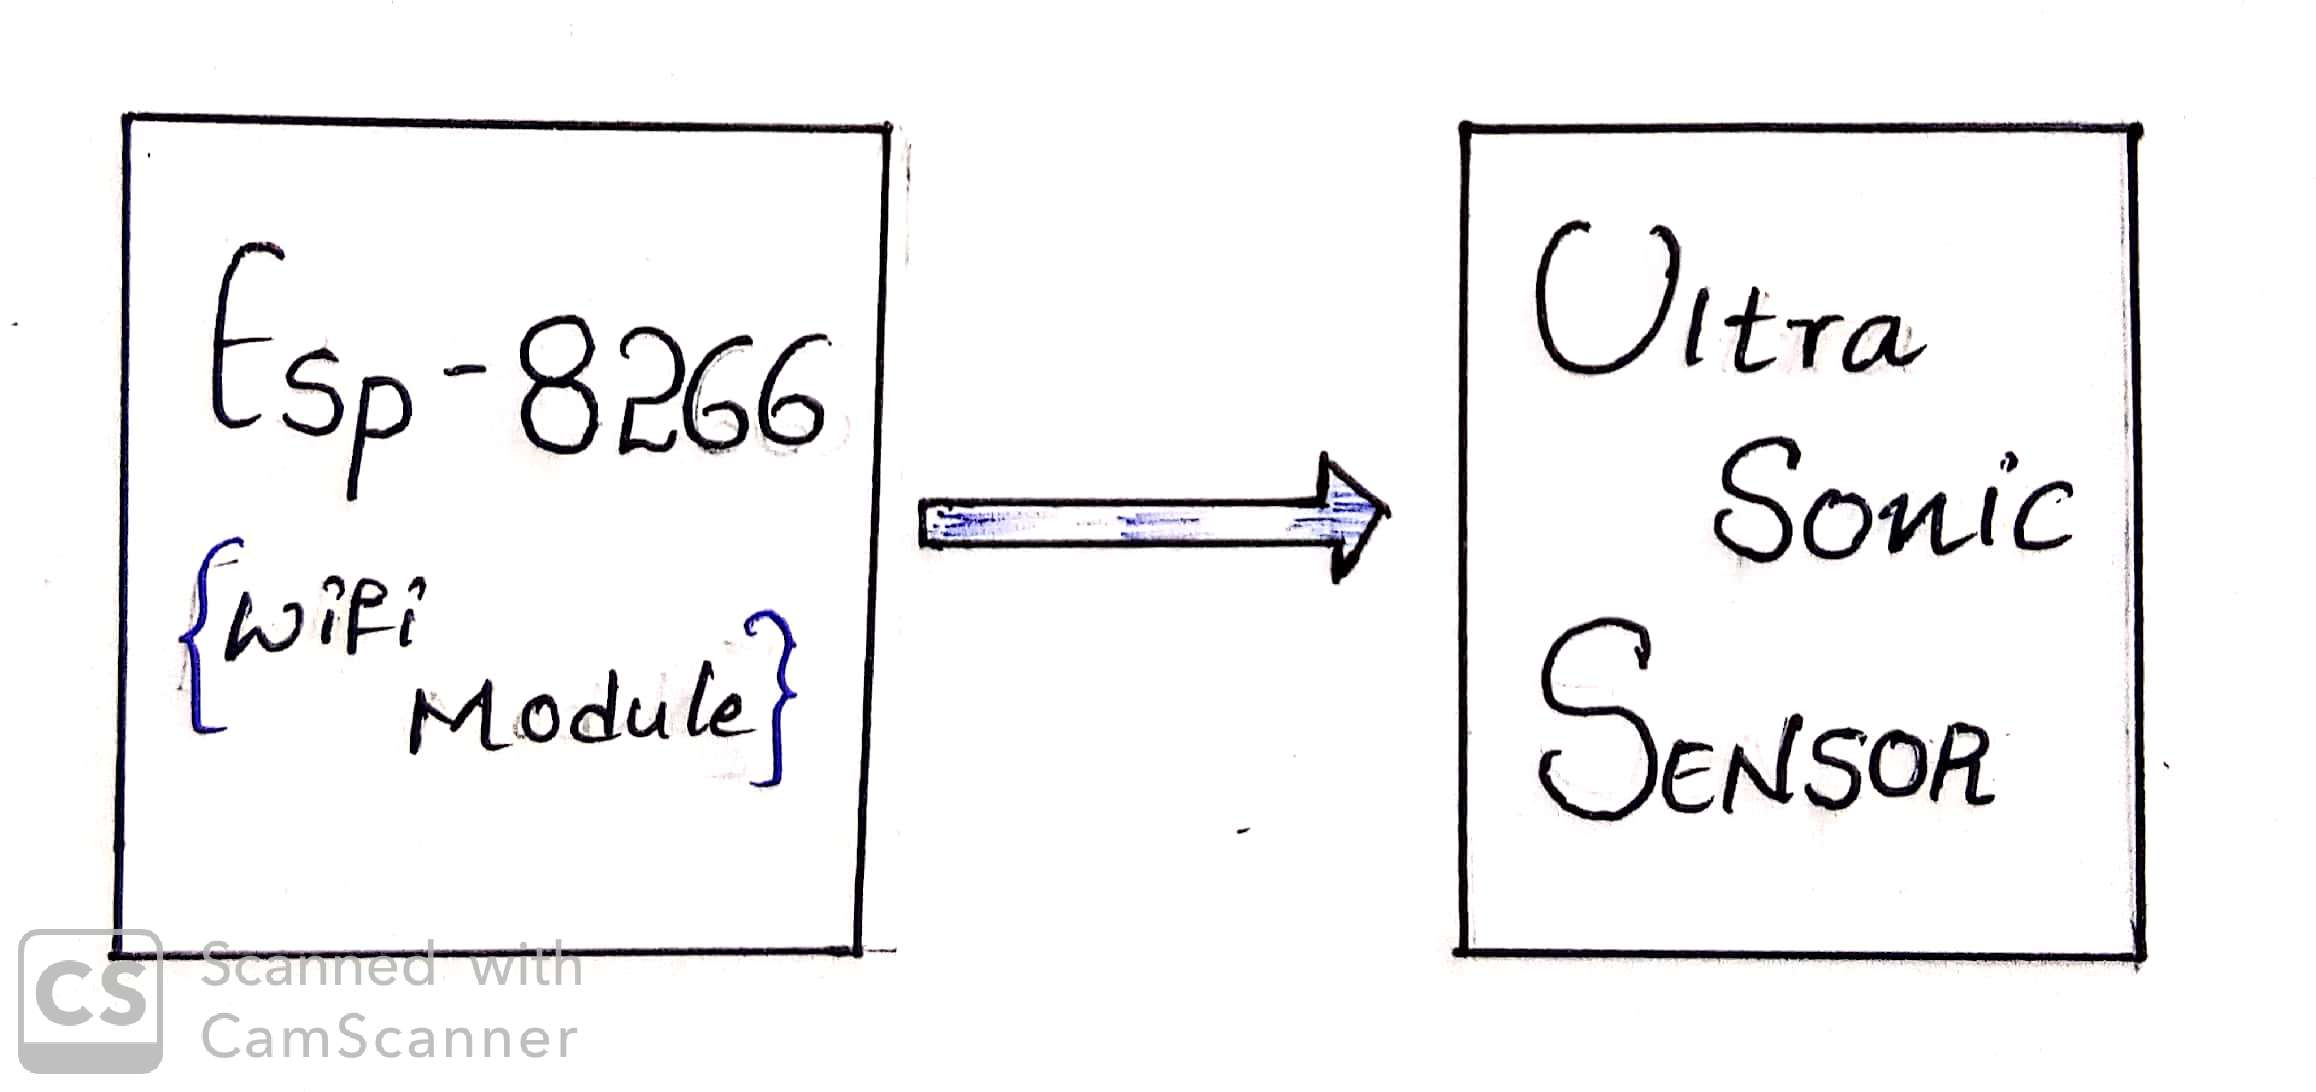 Esp-8266
{WiFi
Module}
Ultra
Sonic
SENSOR
CS
Scanned with
CamScanner